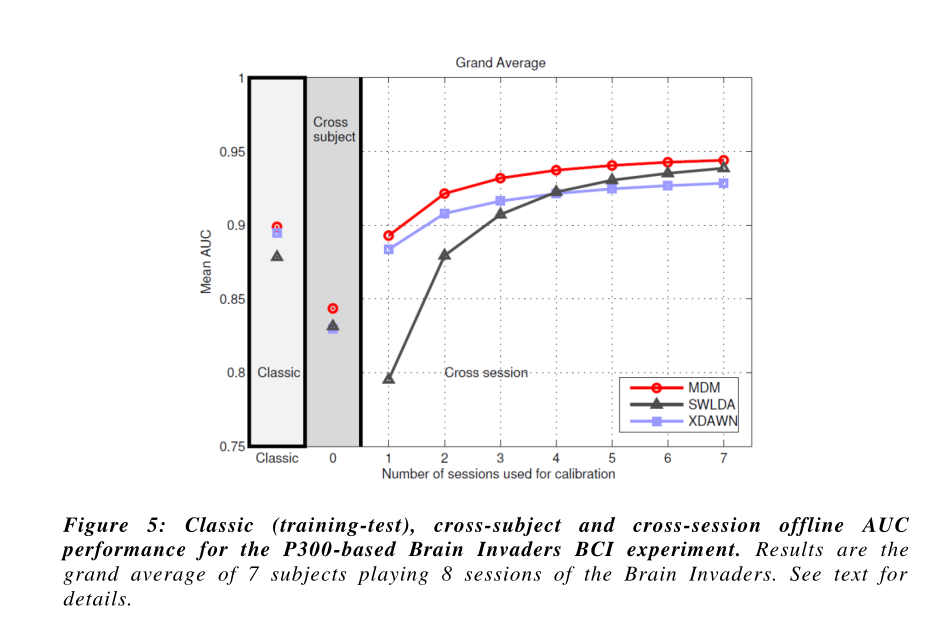 Grand Average
1
0.95
0.9
0.85
0.8
0.75
Mean AUC
Cross
subject
Classic
Cross session
MDM
SWLDA
XDAWN
Classic 0 1 2 3 4 5 6 7
Number of sessions used for calibration
Figure 5: Classic (training-test), cross-subject and cross-session offline AUC
performance for the P300-based Brain Invaders BCI experiment. Results are the
grand average of 7 subjects playing 8 sessions of the Brain Invaders. See text for
details.